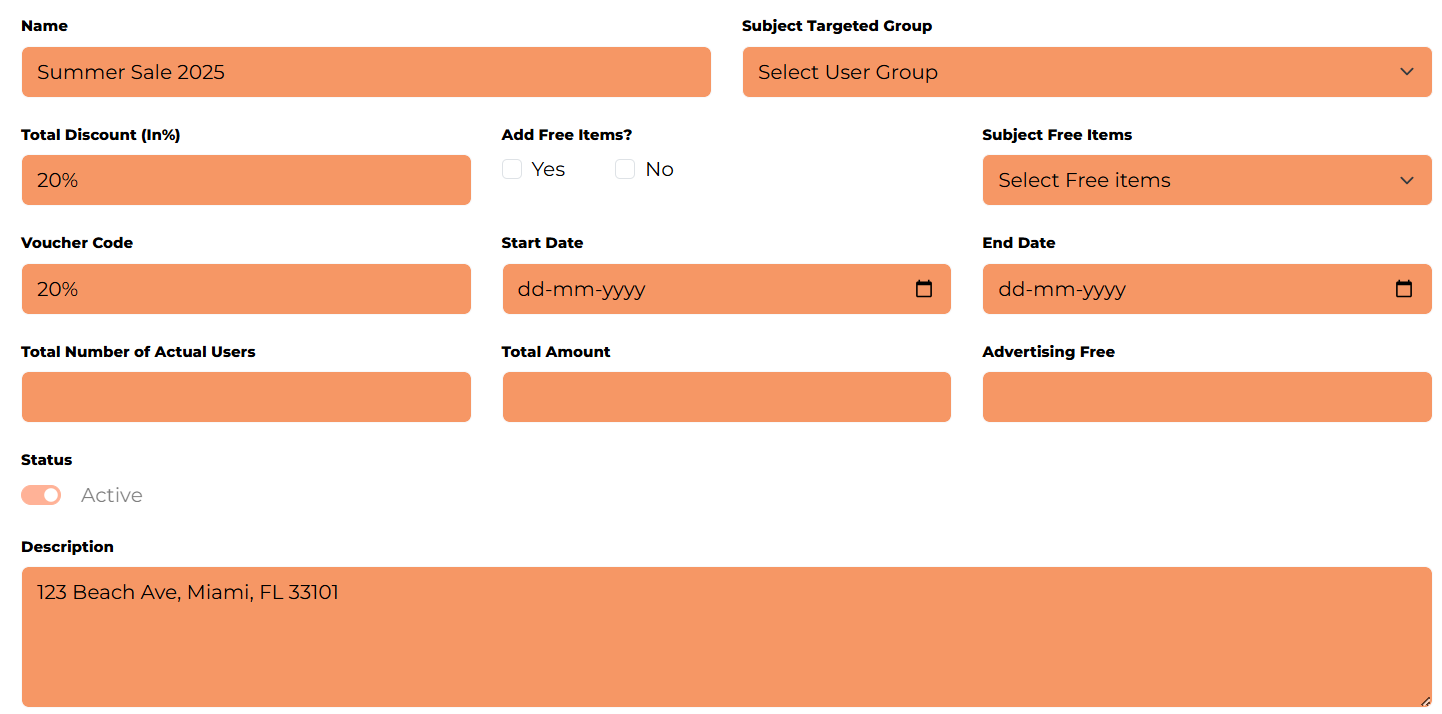 Name
Subject Targeted Group
Summer Sale 2025
Select User Group
Total Discount (In%)
Add Free Items?
Subject Free Items
20%
Yes
No
Select Free items
Voucher Code
Start Date
End Date
20%
dd-mm-yyyy
dd-mm-yyyy
Total Number of Actual Users
Total Amount
Advertising Free
Status
Active
Description
123 Beach Ave, Miami, FL 33101